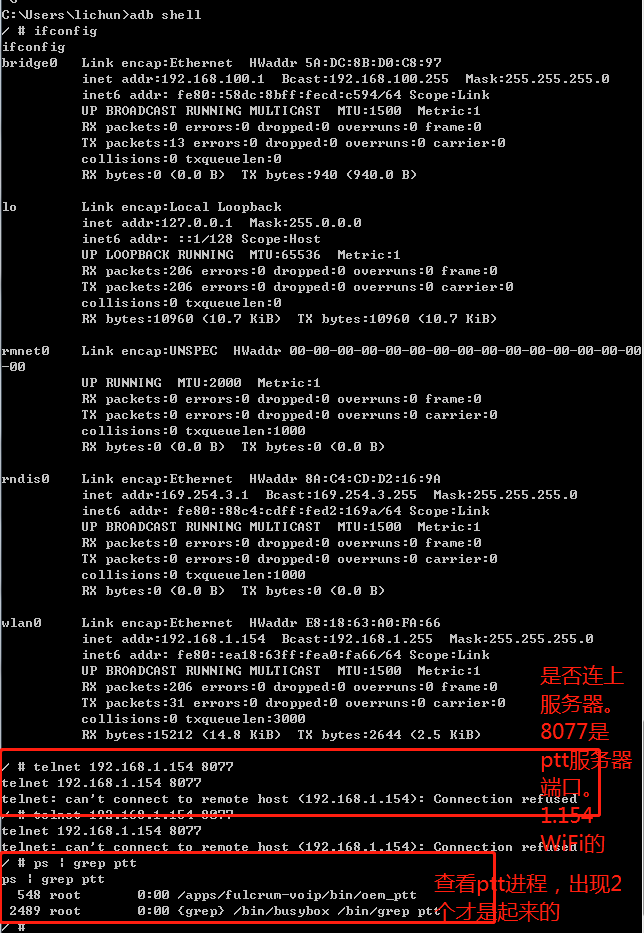 C:\Users\lichun>adb shell
/ # ifconfig
ifconfig
bridge0   Link encap:Ethernet  HWaddr 5A:DC:8B:D0:C8:97
          inet addr:192.168.100.1  Bcast:192.168.100.255  Mask:255.255.255.0
          inet6 addr: fe80::58dc:8bff:fecd:c594/64 Scope:Link
          UP BROADCAST RUNNING MULTICAST  MTU:1500  Metric:1
          RX packets:0 errors:0 dropped:0 overruns:0 frame:0
          TX packets:13 errors:0 dropped:0 overruns:0 carrier:0
          collisions:0 txqueuelen:0
          RX bytes:0 (0.0 B)  TX bytes:940 (940.0 B)
lo        Link encap:Local Loopback
          inet addr:127.0.0.1  Mask:255.0.0.0
          inet6 addr: ::1/128 Scope:Host
          UP LOOPBACK RUNNING  MTU:65536  Metric:1
          RX packets:206 errors:0 dropped:0 overruns:0 frame:0
          TX packets:206 errors:0 dropped:0 overruns:0 carrier:0
          collisions:0 txqueuelen:0
          RX bytes:10960 (10.7 KiB)  TX bytes:10960 (10.7 KiB)
rmnet0    Link encap:UNSPEC  HWaddr 00-00-00-00-00-00-00-00-00-00-00-00-00-00-00
-00
          UP RUNNING  MTU:2000  Metric:1
          RX packets:0 errors:0 dropped:0 overruns:0 frame:0
          TX packets:0 errors:0 dropped:0 overruns:0 carrier:0
          collisions:0 txqueuelen:1000
          RX bytes:0 (0.0 B)  TX bytes:0 (0.0 B)
rndis0    Link encap:Ethernet  HWaddr 8A:C4:CD:D2:16:9A
          inet addr:169.254.3.1  Bcast:169.254.3.255  Mask:255.255.255.0
          inet6 addr: fe80::88c4:cdff:fed2:169a/64 Scope:Link
          UP BROADCAST RUNNING MULTICAST  MTU:1500  Metric:1
          RX packets:0 errors:0 dropped:0 overruns:0 frame:0
          TX packets:0 errors:0 dropped:0 overruns:0 carrier:0
          collisions:0 txqueuelen:1000
          RX bytes:0 (0.0 B)  TX bytes:0 (0.0 B)
wlan0     Link encap:Ethernet  HWaddr E8:18:63:A0:FA:66
          inet addr:192.168.1.154  Bcast:192.168.1.255  Mask:255.255.255.0
          inet6 addr: fe80::ea18:63ff:fea0:fa66/64 Scope:Link
          UP BROADCAST RUNNING MULTICAST  MTU:1500  Metric:1
          RX packets:206 errors:0 dropped:0 overruns:0 frame:0
          TX packets:31 errors:0 dropped:0 overruns:0 carrier:0
          collisions:0 txqueuelen:3000
          RX bytes:15212 (14.8 KiB)  TX bytes:2644 (2.5 KiB)
/ # telnet 192.168.1.154 8077
telnet 192.168.1.154 8077
telnet: can't connect to remote host (192.168.1.154): Connection refused
/ # telnet 192.168.1.154 8077
telnet 192.168.1.154 8077
telnet: can't connect to remote host (192.168.1.154): Connection refused
是否连上
服务器。
8077是
ptt服务器
端口。
1.154
WiFi的
/ # ps | grep ptt
ps | grep ptt
  548 root       0:00 /apps/fulcrum-voip/bin/oem_ptt
 2489 root       0:00 {grep} /bin/busybox /bin/grep ptt
/ #
查看ptt进程，出现2
个才是起来的